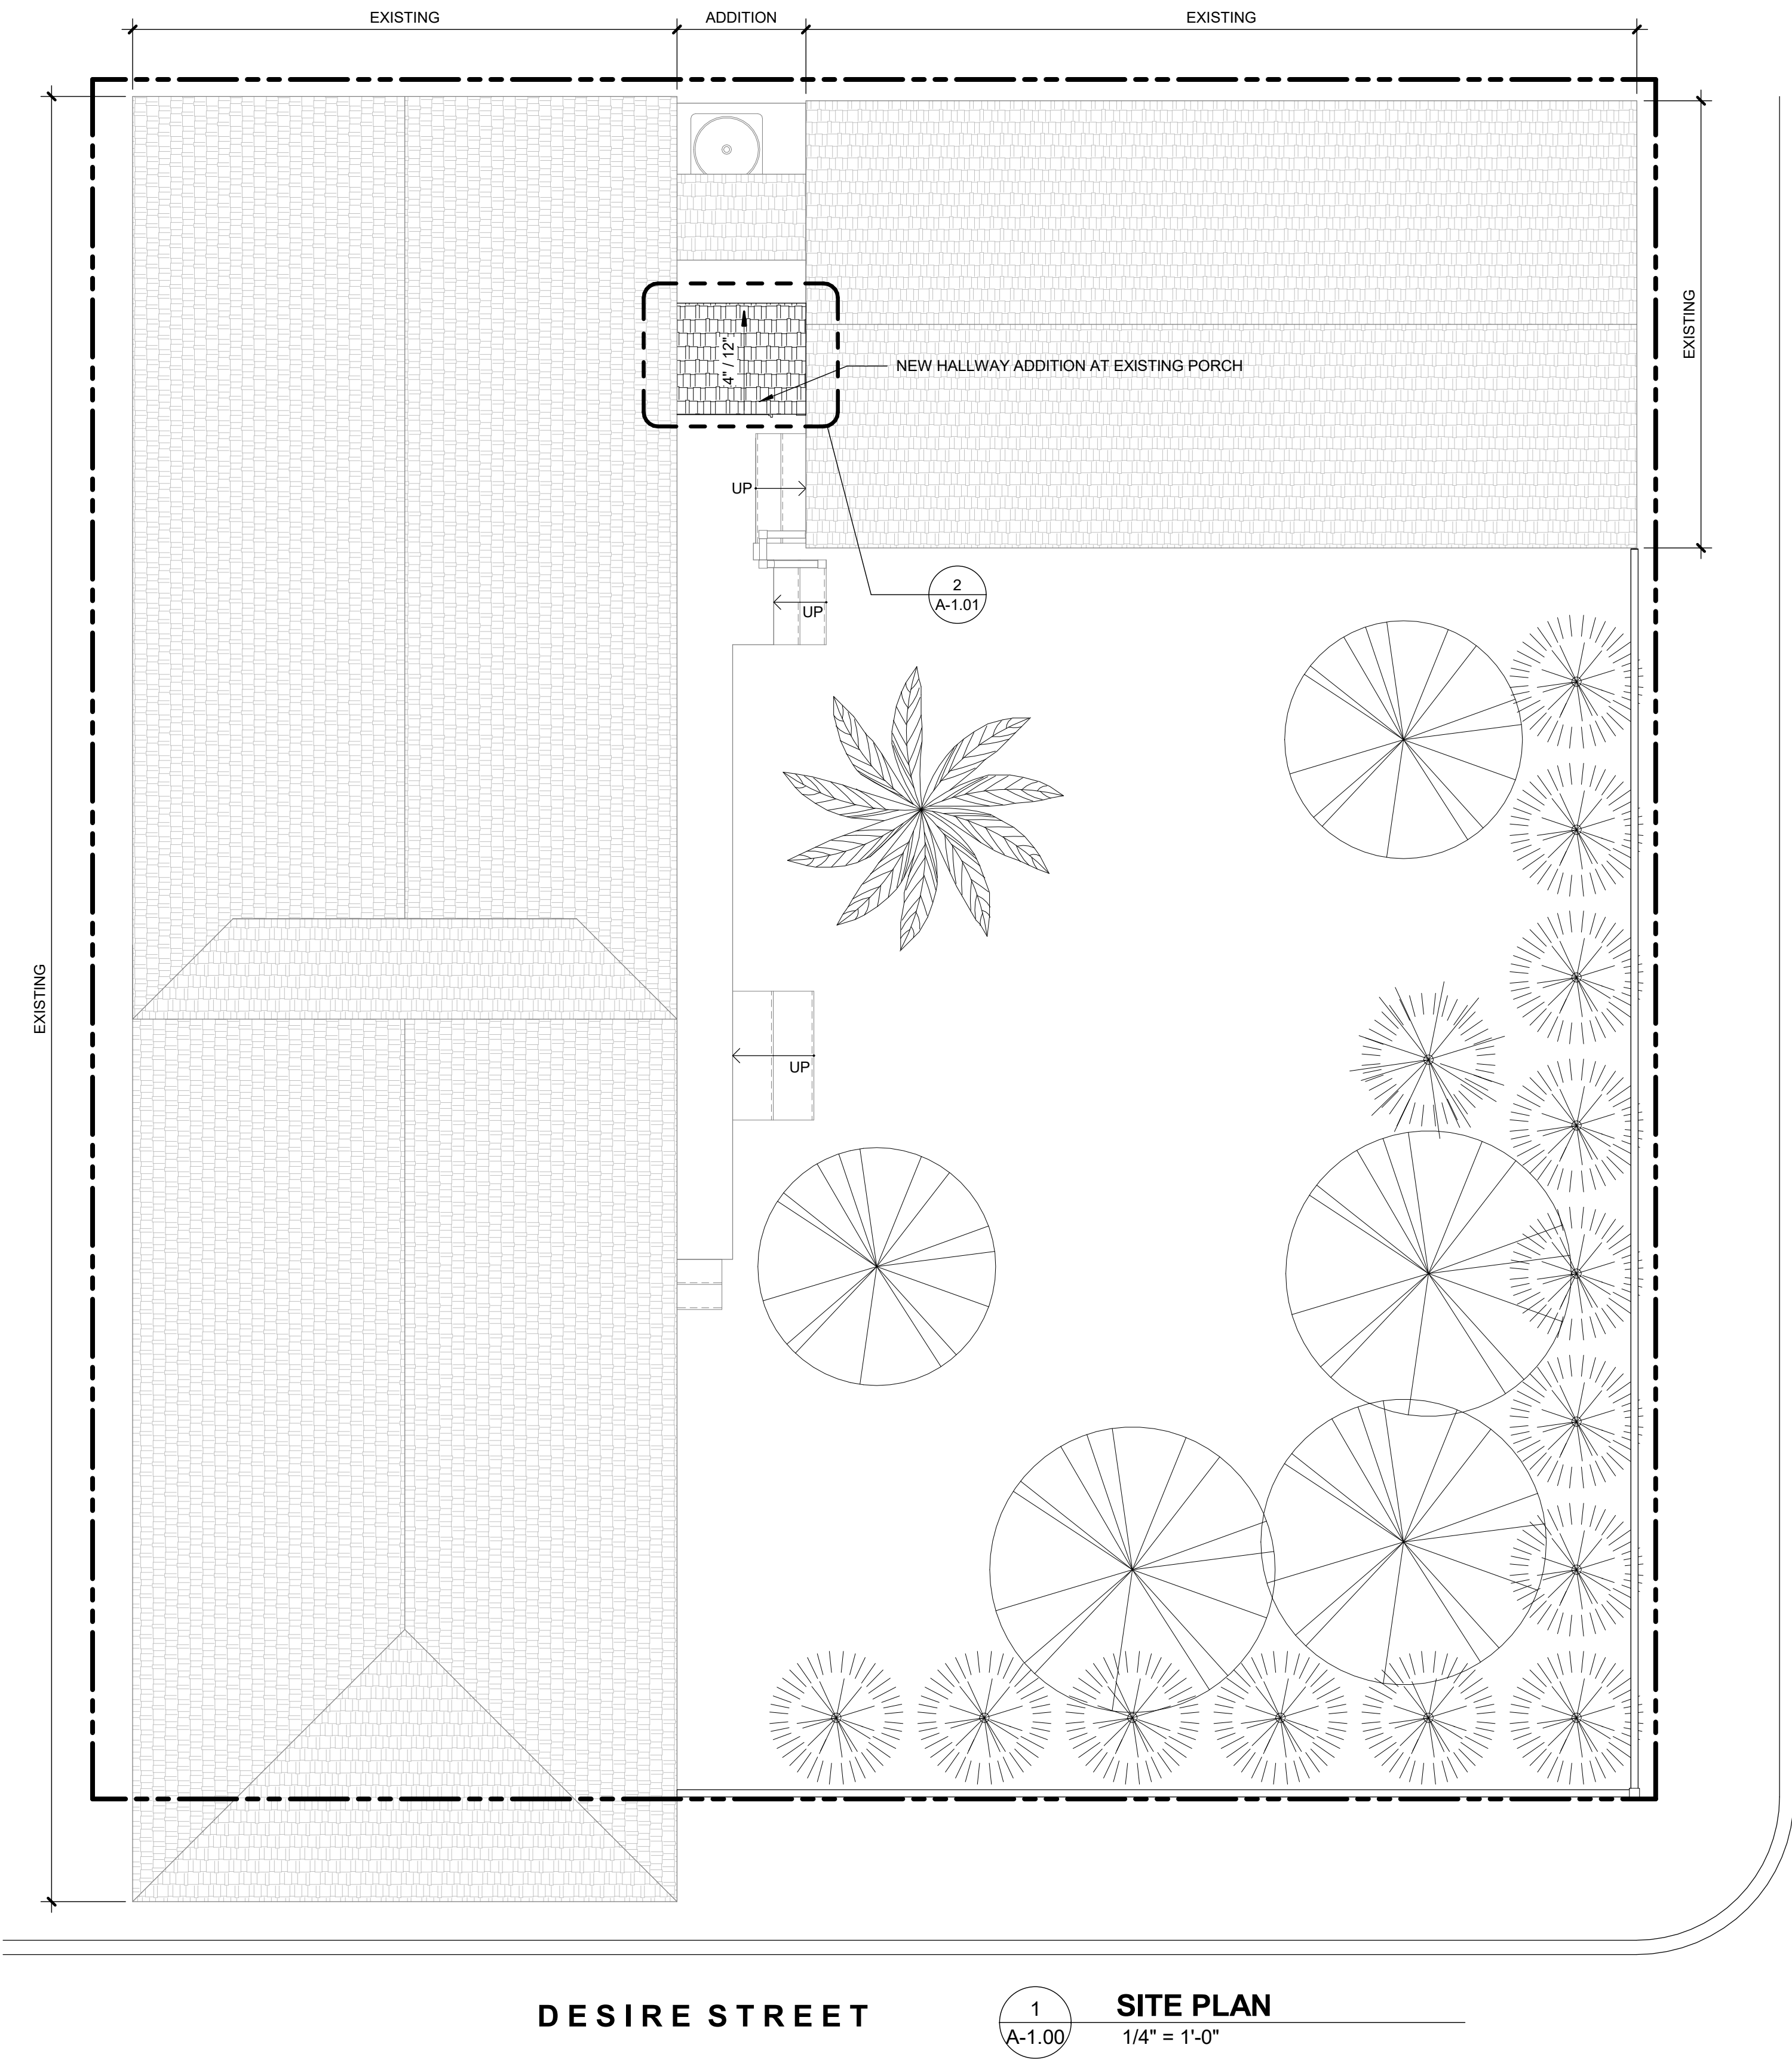 EXISTING
ADDITION
EXISTING
EXISTING
4" / 12"
NEW HALLWAY ADDITION AT EXISTING PORCH
UP
2
A-1.01
UP
EXISTING
UP
DESIRE STREET
1
A-1.00
SITE PLAN
1/4" = 1'-0"